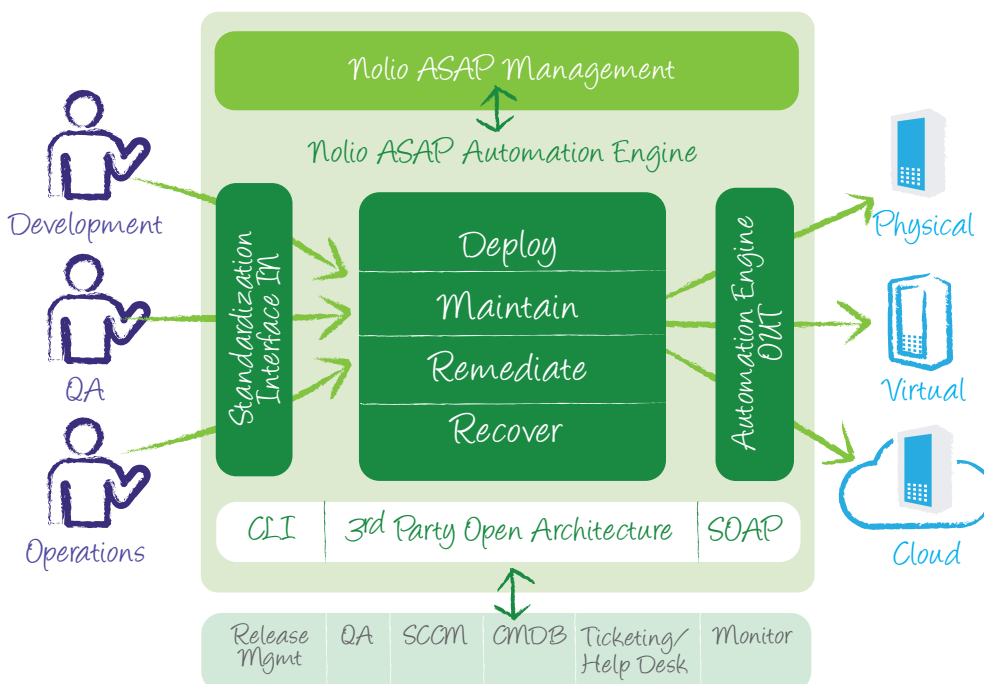 Nolio ASAP Management
Nolio ASAP Automation Engine
Development
QA
Operations
Standardization
Interface IN
Deploy
Maintain
Remediate
Recover
Automation Engine
OUT
Physical
Virtual
Cloud
CLI
3rd Party Open Architecture
SOAP
Release
Mgmt
QA
SCCM
CMDB
Ticketing/
Help Desk
Monitor